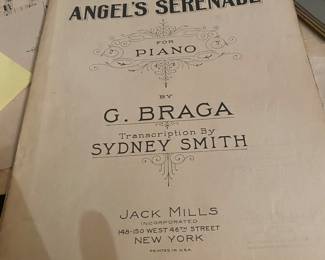 ANGEL'S SERENADE
FOR
PIANO
BY
G. BRAGA
Transcription By
SYDNEY SMITH
JACK MILLS
INCORPORATED
148-150 WEST 46TH STREET
NEW YORK
PRINTED IN U.S.A.